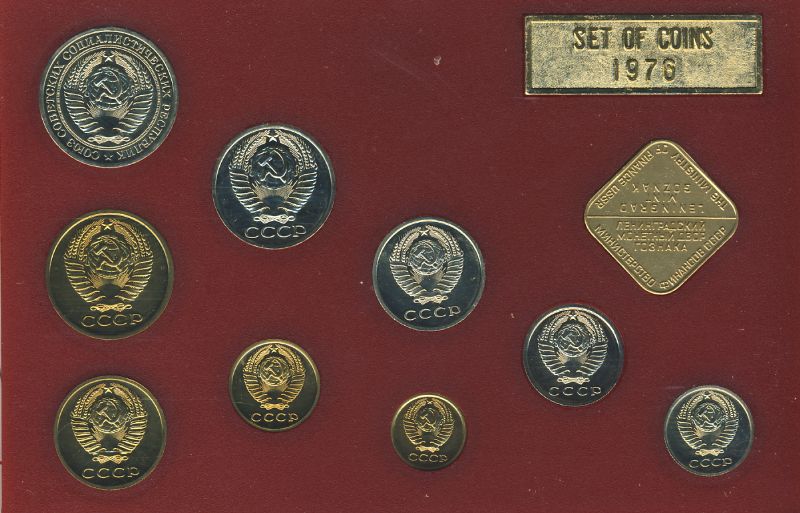 SET OF COINS
1976
СОЮЗ СОВЕТСКИХ СОЦИАЛИСТИЧЕСКИХ РЕСПУБЛИК
СССР
СССР
СССР
СССР
СССР
СССР
СССР
СССР
THE MINISTRY OF FINANCE USSR
LENINGRAD
MINT
GOZNAK
ЛЕНИНГРАДСКИЙ
МОНЕТНЫЙ ДВОР
ГОЗНАКА
МИНИСТЕРСТВО ФИНАНСОВ СССР